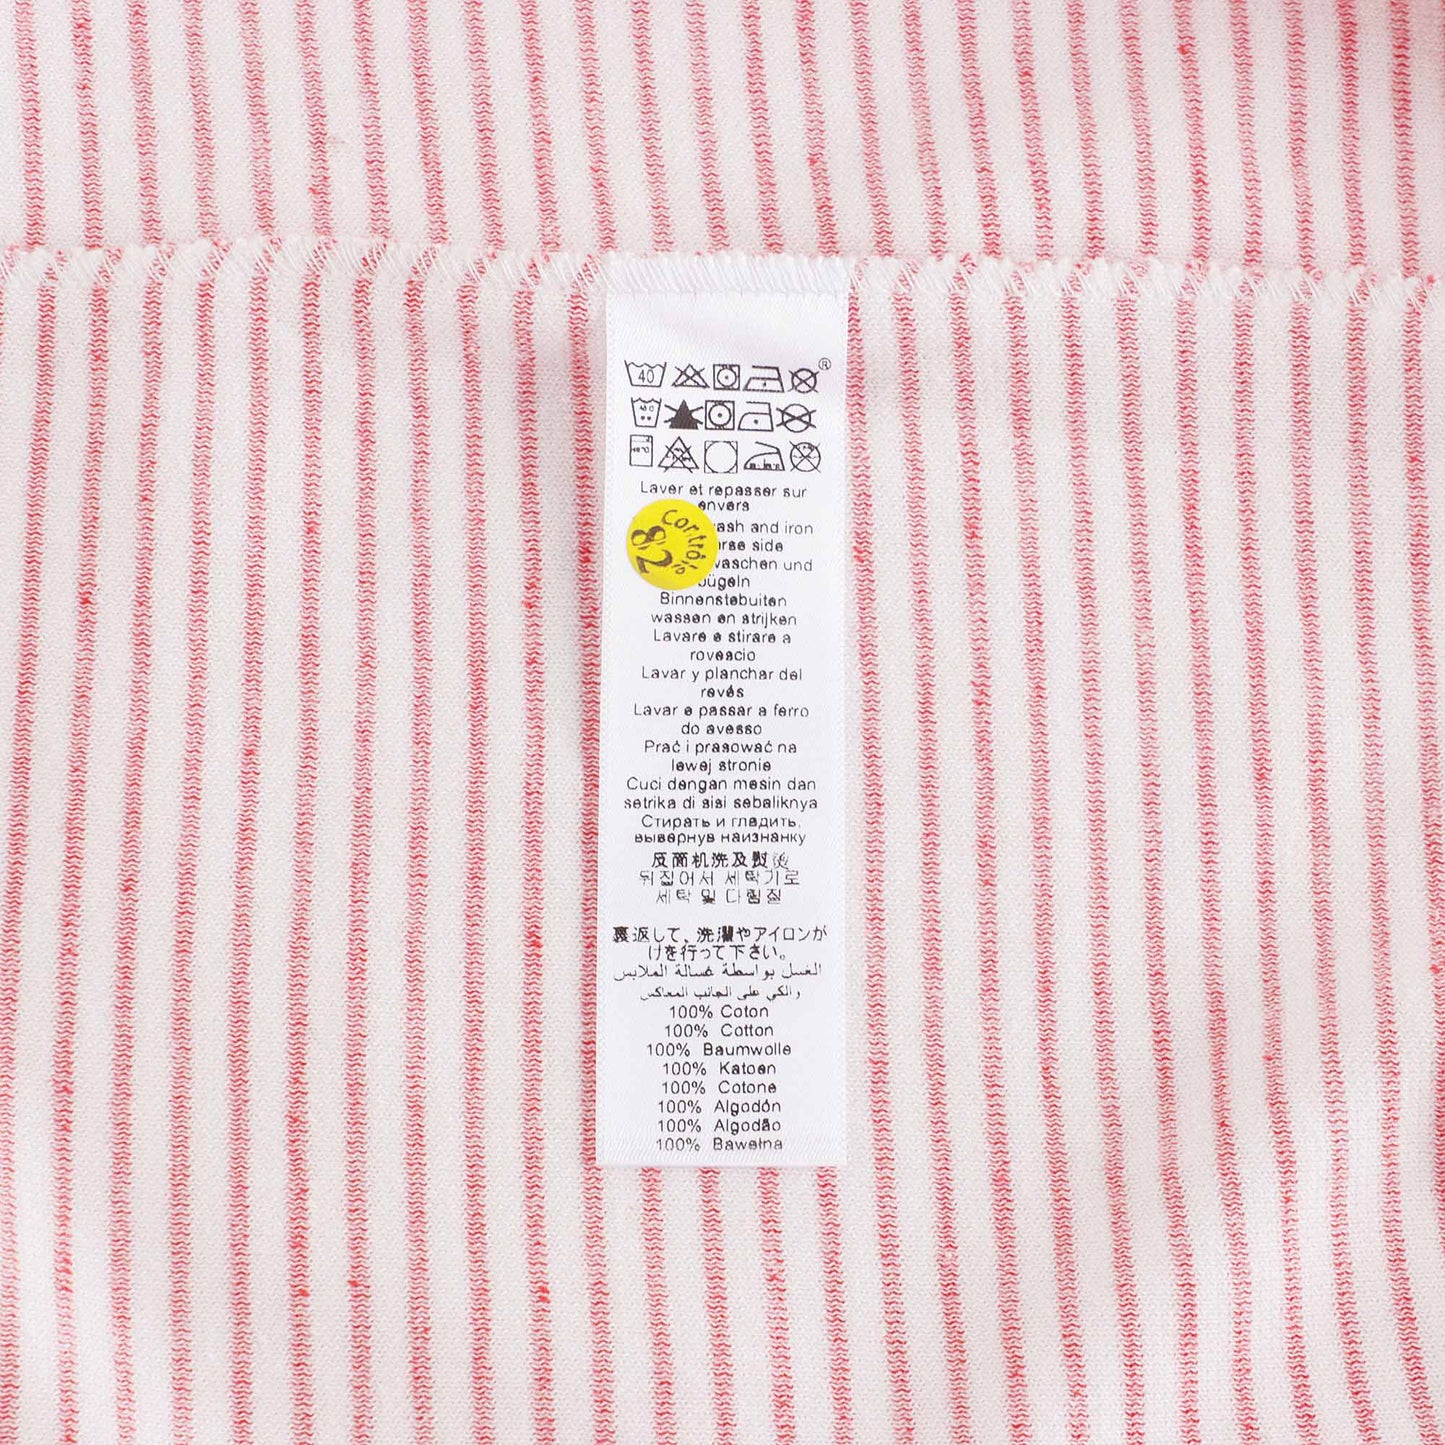 40
®
40 C
40°C
Laver et repasser sur
envers
and iron
side
waschen und
bügeln
Binnenstebuiten
wassen en strijken
Lavare e stirare a
rovescio
Lavar y planchar del
revés
Lavar e passar a ferro
do avesso
Prać i prasować na
lewej stronie
Cuci dengan mesin dan
setrika di sisi sebaliknya
Стирать и гладить,
вывернув наизнанку
反面机洗及熨烫
뒤집어서 세탁기로
세탁 및 다림질
裏返して、洗濯やアイロンが
けを行って下さい。
الغسل بواسطة غسالة الملابس
والكي على الجانب المعاكس
100% Coton
100% Cotton
100% Baumwolle
100% Katoen
100% Cotone
100% Algodón
100% Algodão
100% Bawełna
Controlo
82